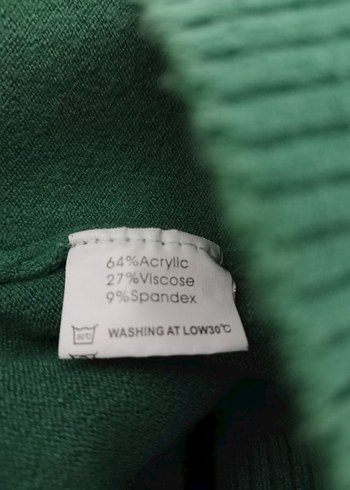 64%Acrylic
27%Viscose
9%Spandex
30℃ WASHING AT LOW30℃